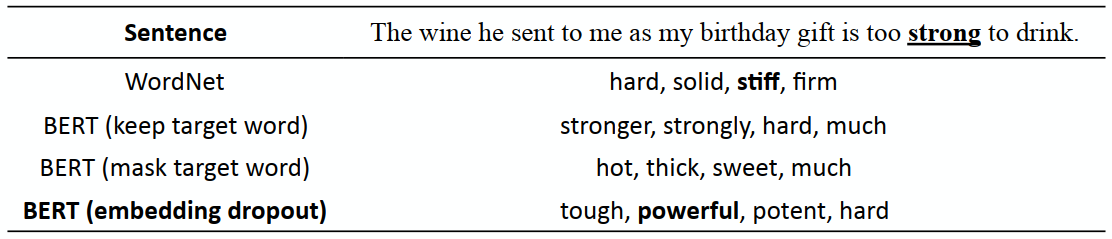 Sentence The wine he sent to me as my birthday gift is too strong to drink.
WordNet hard, solid, stiff, firm
BERT (keep target word) stronger, strongly, hard, much
BERT (mask target word) hot, thick, sweet, much
BERT (embedding dropout) tough, powerful, potent, hard